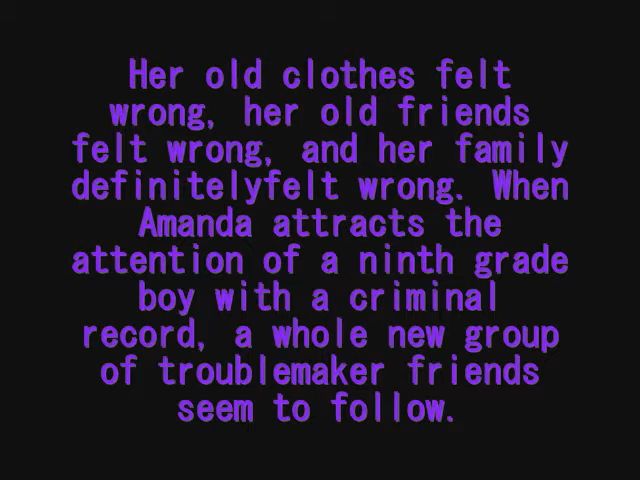 Her old clothes felt
wrong, her old friends
felt wrong, and her family
definitelyfelt wrong. When
Amanda attracts the
attention of a ninth grade
boy with a criminal
record, a whole new group
of troublemaker friends
seem to follow.